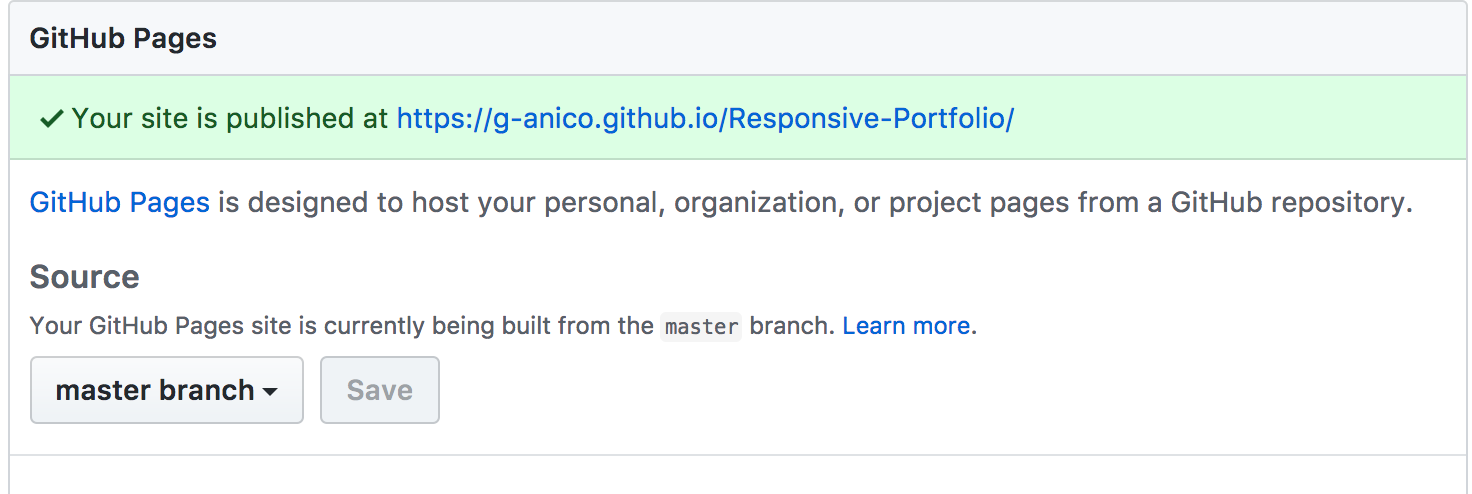 GitHub Pages
✓ Your site is published at https://g-anico.github.io/Responsive-Portfolio/
GitHub Pages is designed to host your personal, organization, or project pages from a GitHub repository.
Source
Your GitHub Pages site is currently being built from the master branch. Learn more.
master branch Save